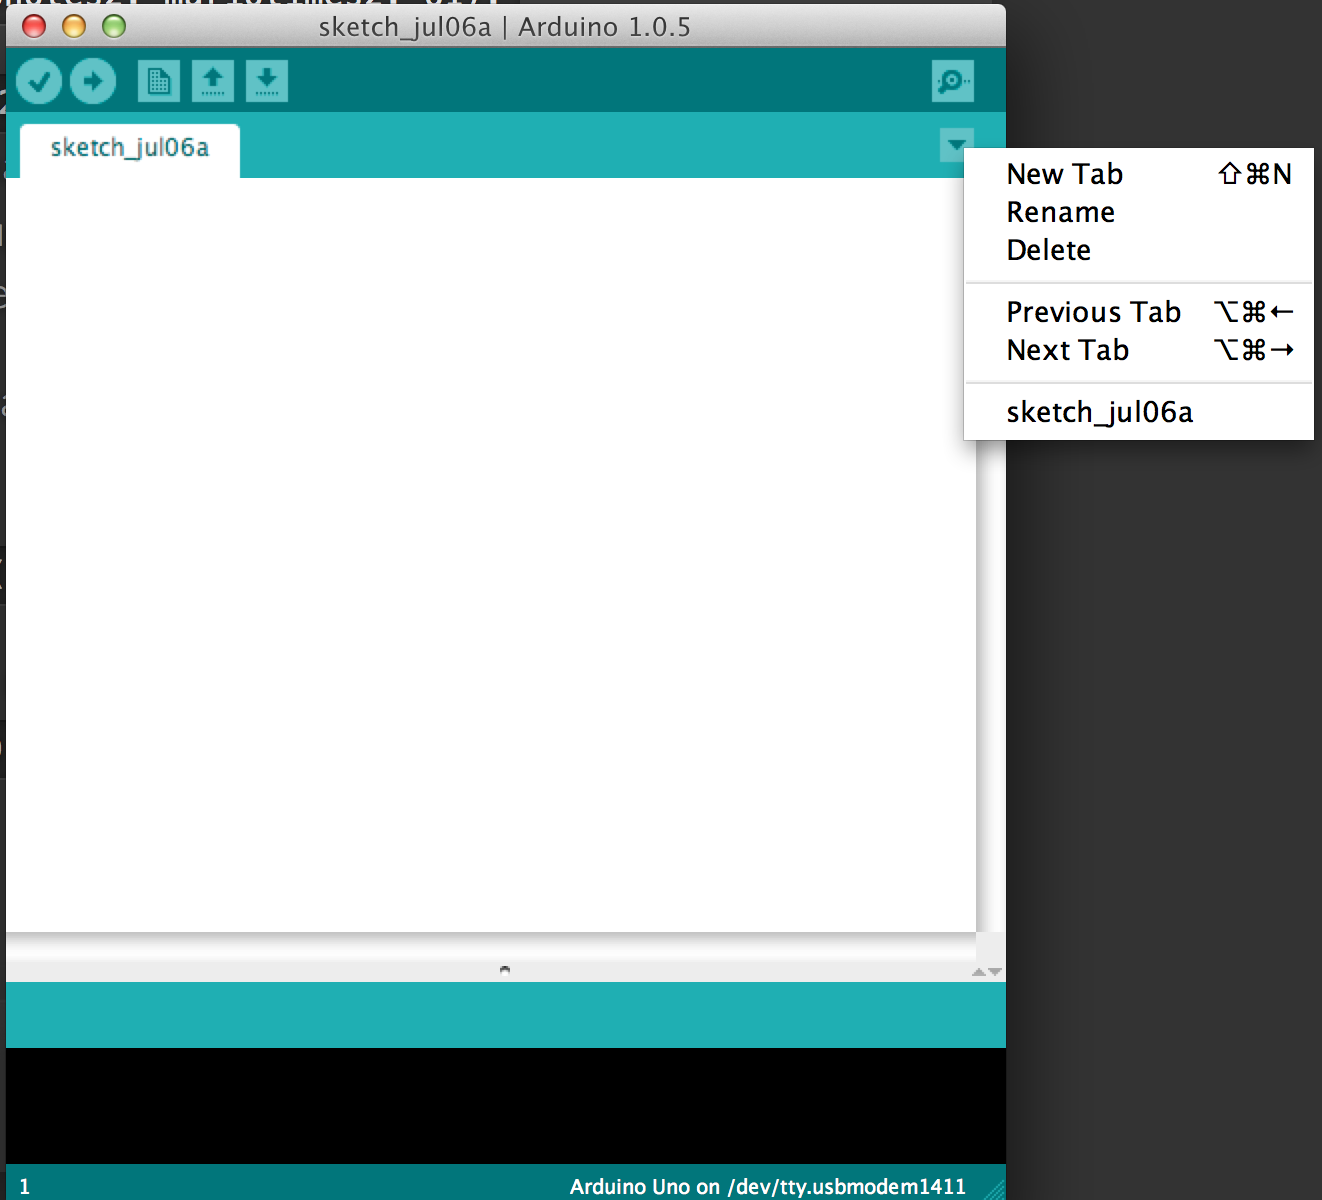 sketch_jul06a | Arduino 1.0.5
sketch_jul06a
New Tab ⇧⌘N
Rename
Delete
Previous Tab ⌥⌘←
Next Tab ⌥⌘→
sketch_jul06a
1
Arduino Uno on /dev/tty.usbmodem1411